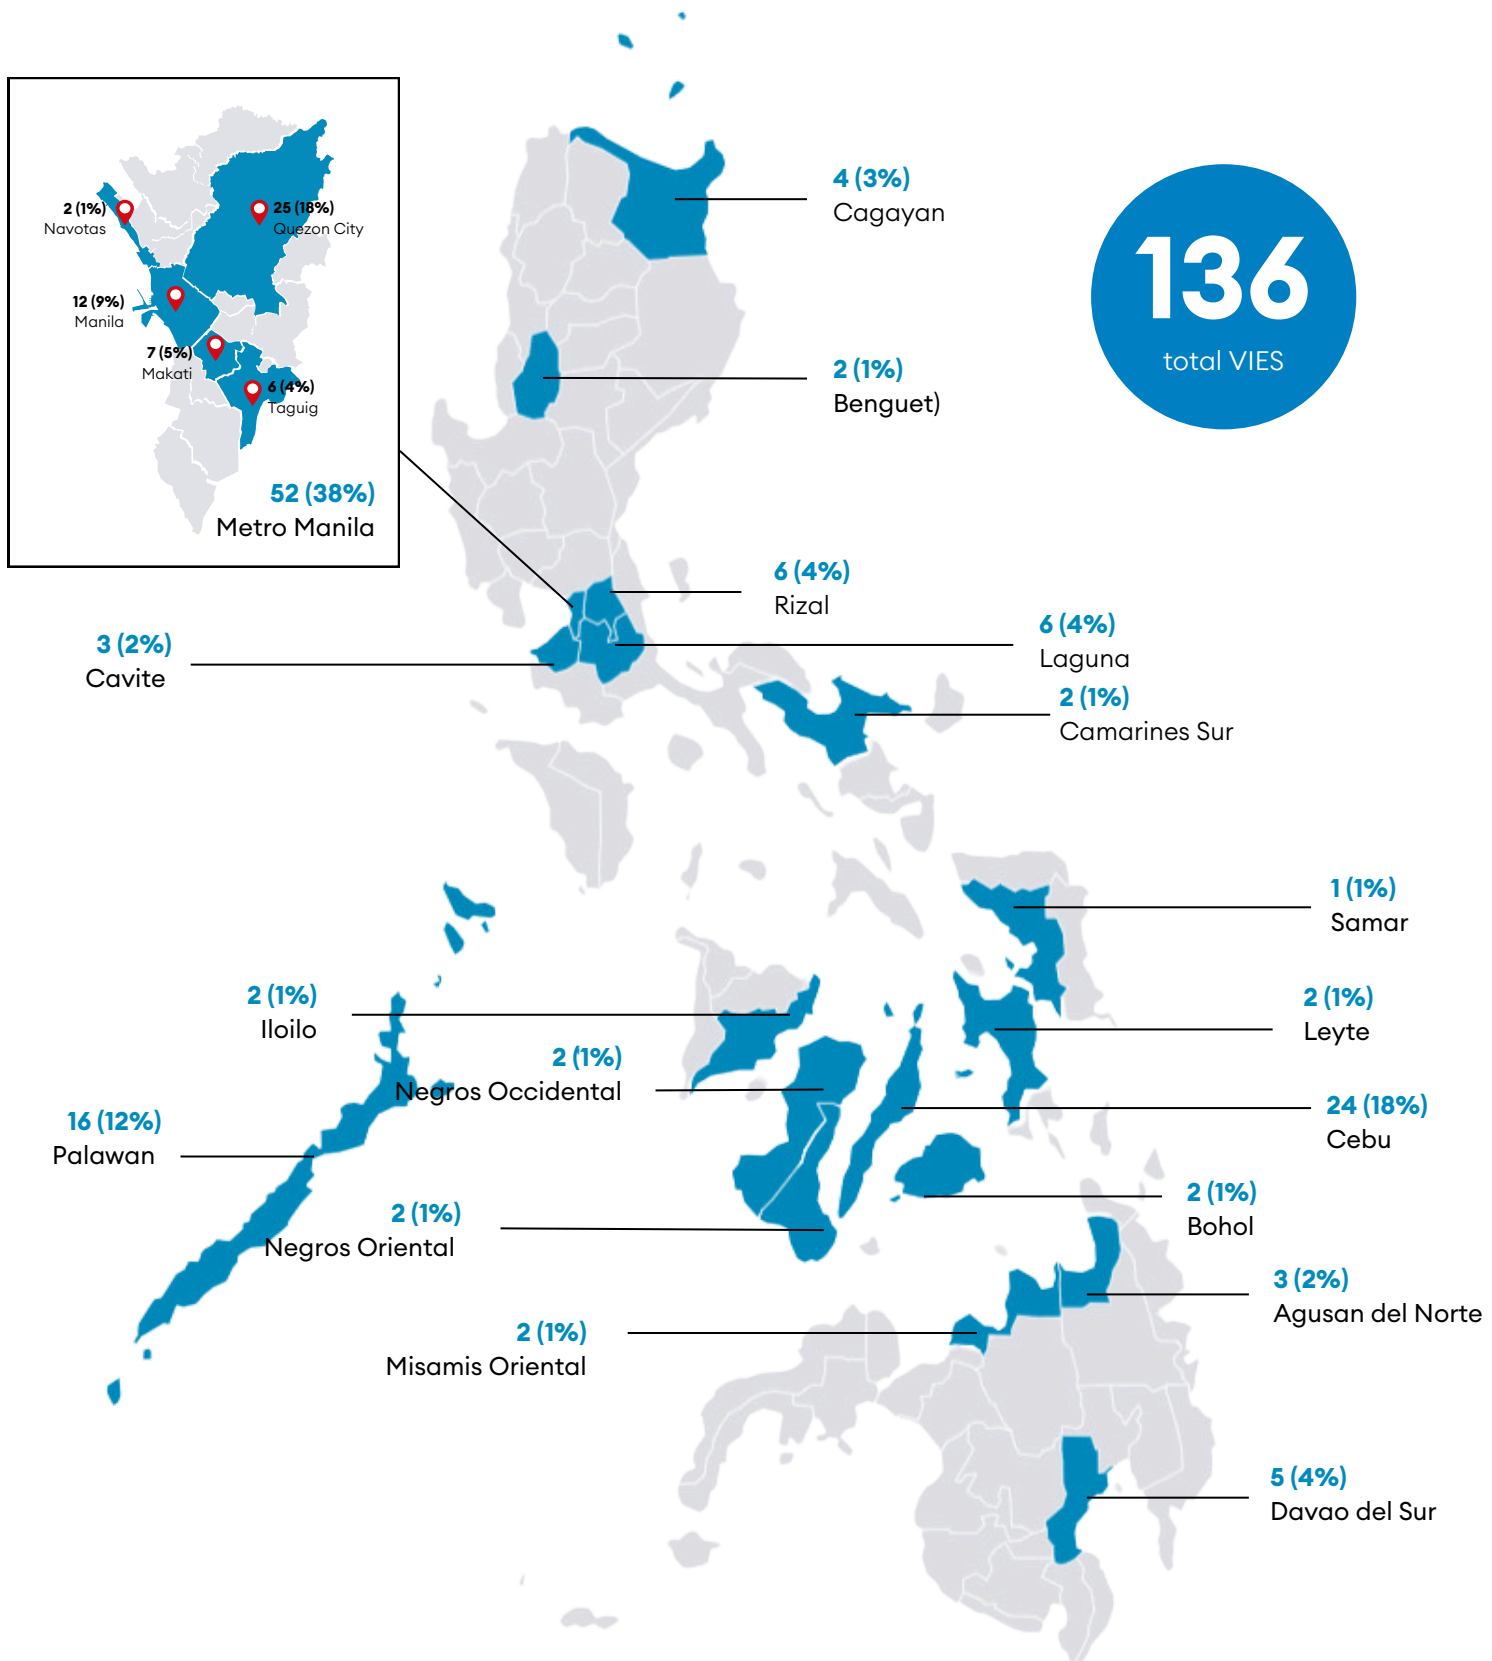 4 (3%)
Cagayan
136
total VIES
2 (1%)
Navotas
25 (18%)
Quezon City
12 (9%)
Manila
7 (5%)
Makati
6 (4%)
Taguig
52 (38%)
Metro Manila
2 (1%)
Benguet)
6 (4%)
Rizal
6 (4%)
Laguna
3 (2%)
Cavite
2 (1%)
Camarines Sur
1 (1%)
Samar
2 (1%)
Iloilo
2 (1%)
Leyte
2 (1%)
Negros Occidental
24 (18%)
Cebu
16 (12%)
Palawan
2 (1%)
Bohol
2 (1%)
Negros Oriental
3 (2%)
Agusan del Norte
2 (1%)
Misamis Oriental
5 (4%)
Davao del Sur